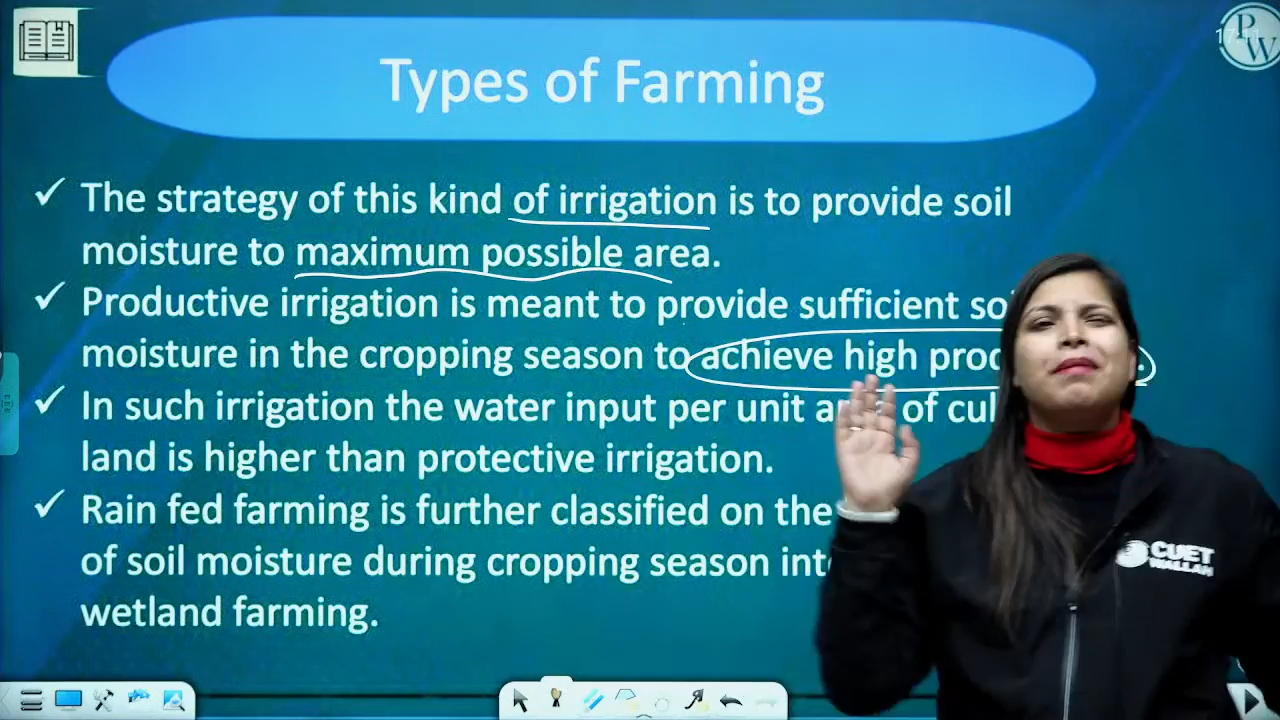 PW
Types of Farming
✓ The strategy of this kind of irrigation is to provide soil
moisture to maximum possible area.
✓ Productive irrigation is meant to provide sufficient
moisture in the cropping season to achieve high
✓ In such irrigation the water input per unit of
land is higher than protective irrigation.
✓ Rain fed farming is further classified on the
of soil moisture during cropping season
wetland farming.
CUET
WALLAH